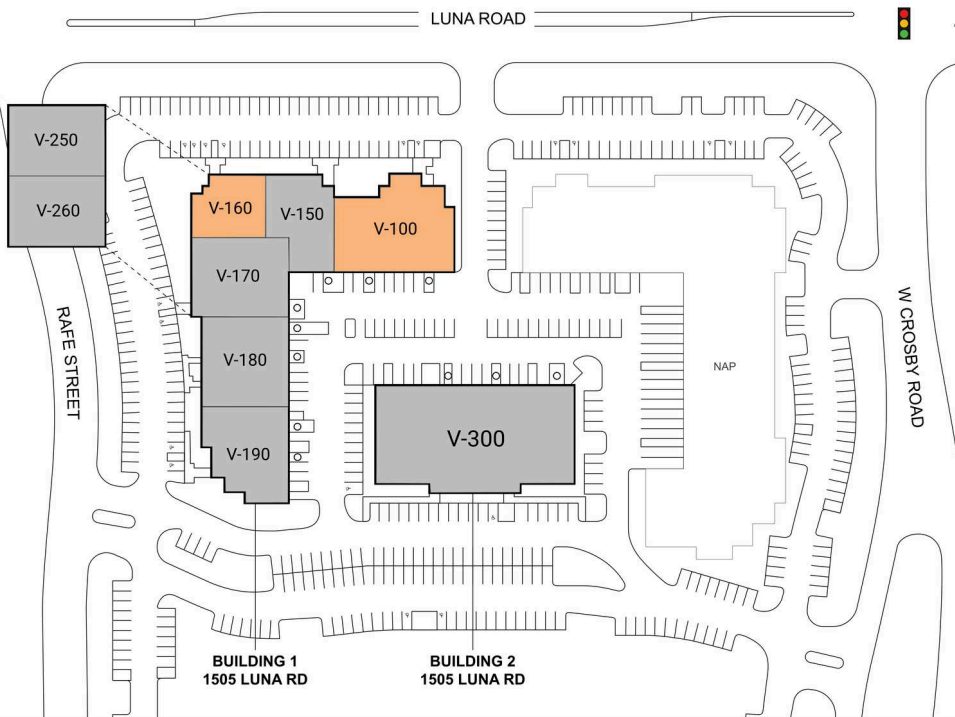 LUNA ROAD
V-250
V-260
V-160
V-150
V-100
V-170
V-180
V-190
V-300
NAP
RAFE STREET
W CROSBY ROAD
BUILDING 1
1505 LUNA RD
BUILDING 2
1505 LUNA RD